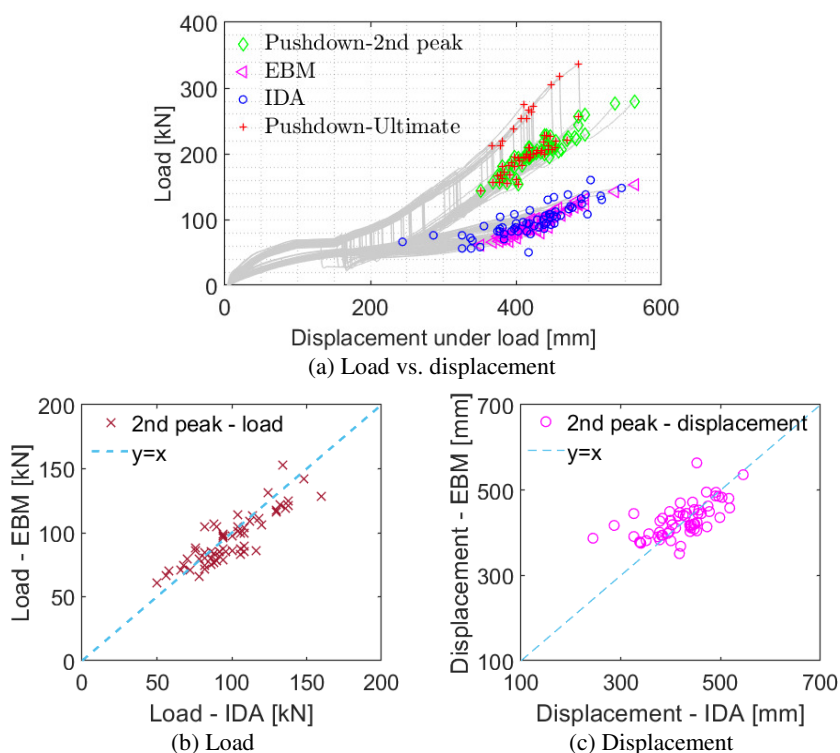 400
300
200
100
0
Load [kN]
Pushdown-2nd peak
EBM
IDA
Pushdown-Ultimate
0 200 400 600
Displacement under load [mm]
(a) Load vs. displacement
200
150
100
50
0
Load - EBM [kN]
2nd peak - load
y=x
0 50 100 150 200
Load - IDA [kN]
(b) Load
700
500
300
100
Displacement - EBM [mm]
2nd peak - displacement
y=x
100 300 500 700
Displacement - IDA [mm]
(c) Displacement